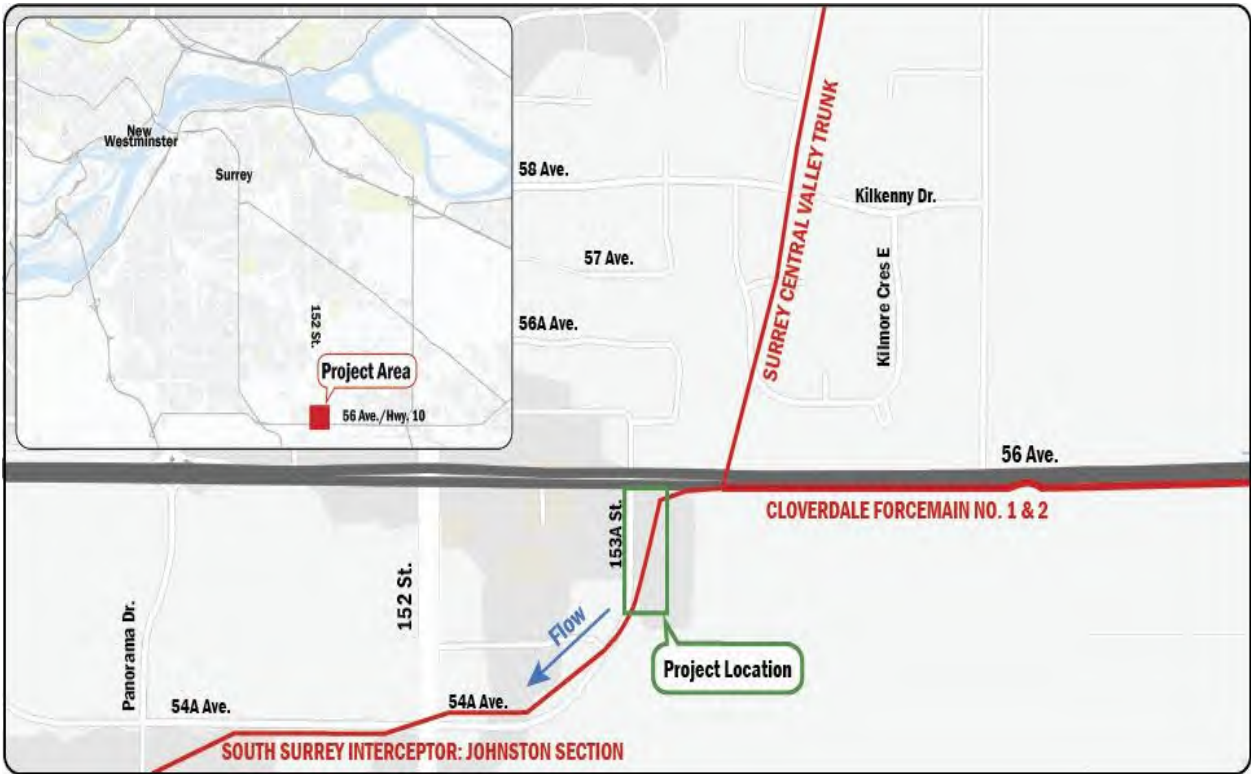 New
Westminster
Surrey
152 St.
Project Area
56 Ave./Hwy. 10
58 Ave.
57 Ave.
56A Ave.
SURREY CENTRAL VALLEY TRUNK
Kilkenny Dr.
Kilmore Cres E
56 Ave.
CLOVERDALE FORCEMAIN NO. 1 & 2
153A St.
152 St.
Flow
Project Location
Panorama Dr.
54A Ave.
54A Ave.
SOUTH SURREY INTERCEPTOR: JOHNSTON SECTION